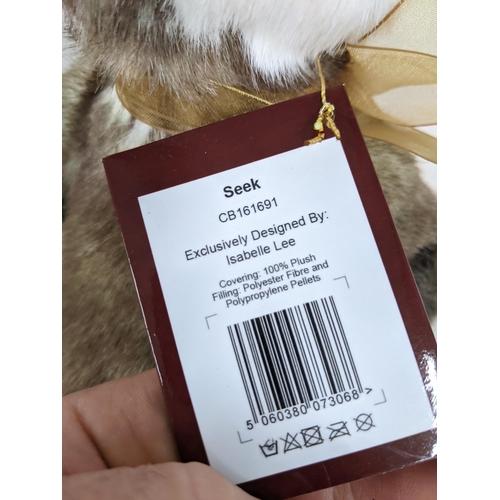 Seek
CB161691
Exclusively Designed By:
Isabelle Lee
Covering: 100% Plush
Filling: Polyester Fibre and
Polypropylene Pellets
5 060380 073068 >